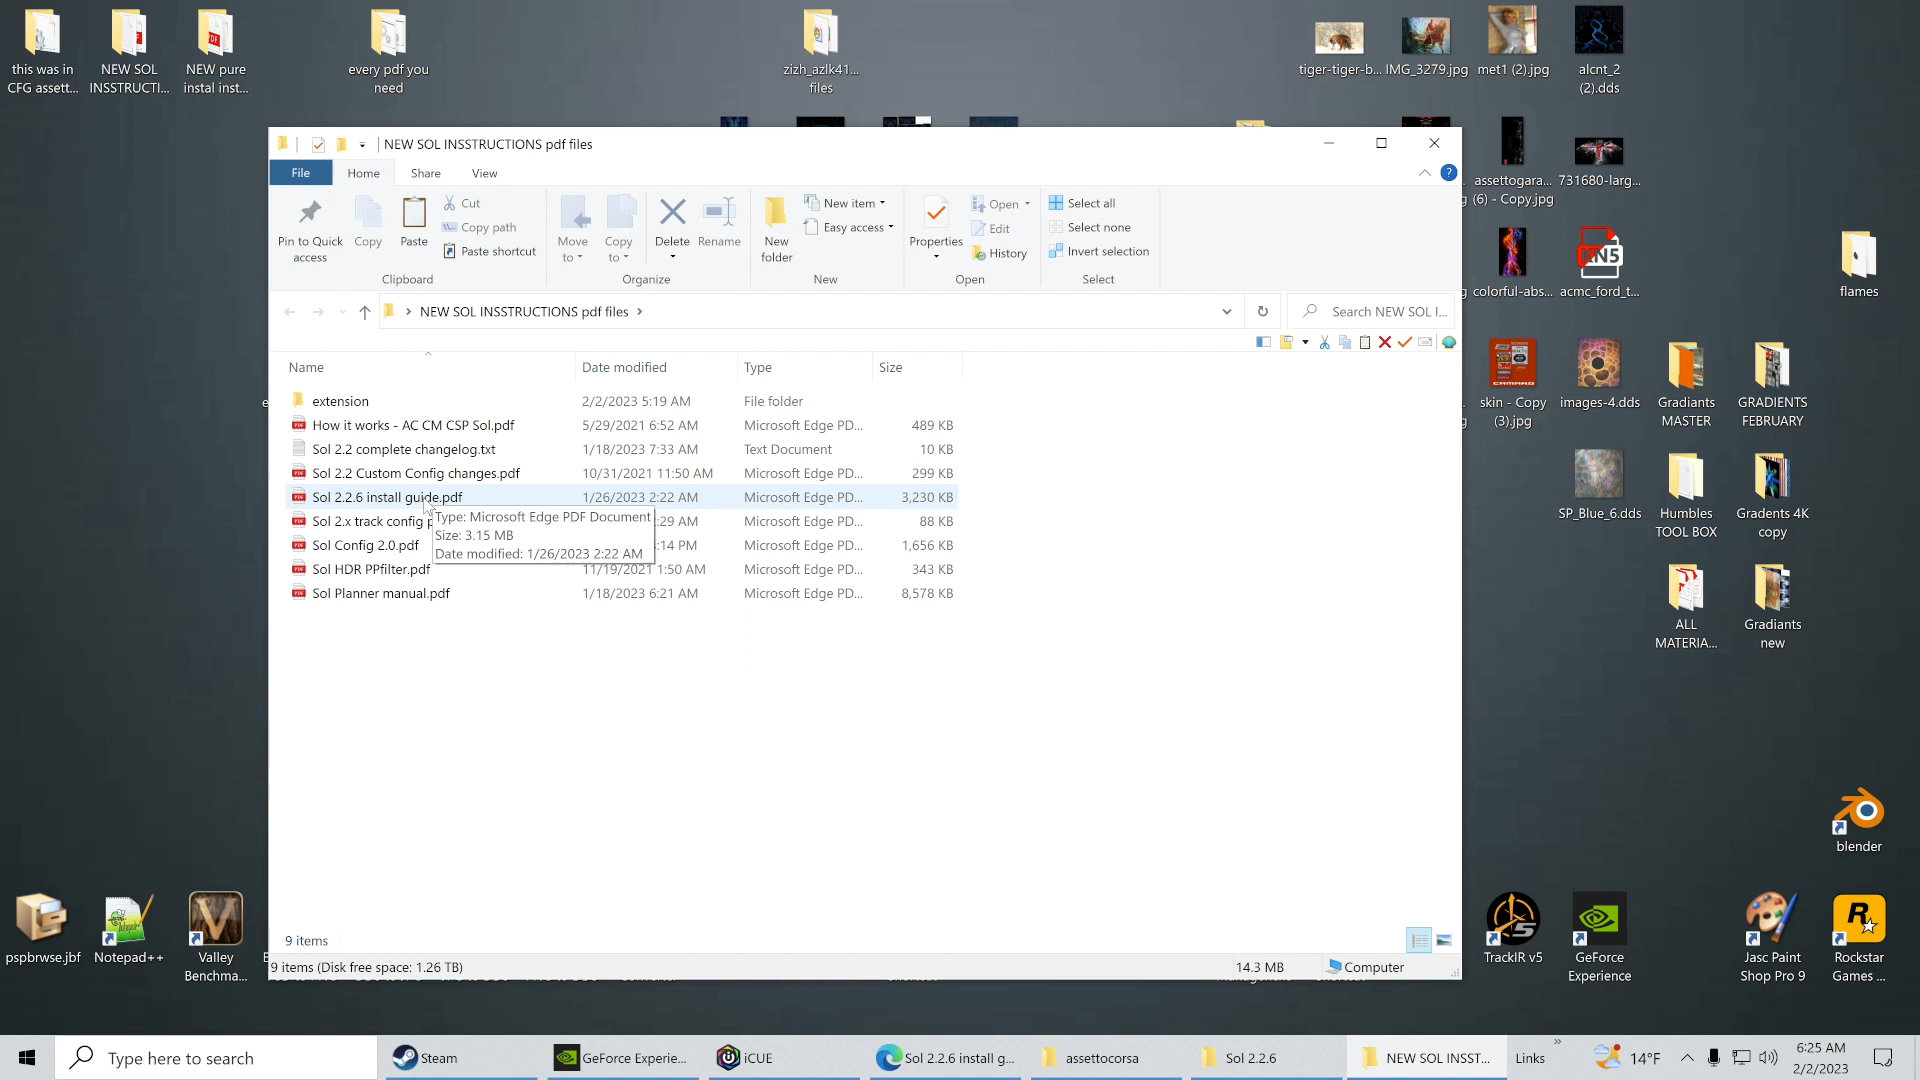 this was in
CFG assett...
NEW SOL
INSSTRUCTI...
NEW pure
instal inst...
every pdf you
need
zizh_azlk41...
files
tiger-tiger-b...
IMG_3279.jpg
met1 (2).jpg
alcnt_2
(2).dds
NEW SOL INSSTRUCTIONS pdf files
File
Home
Share
View
?
Pin to Quick
access
Copy
Paste
Cut
Copy path
Paste shortcut
Clipboard
Move
to
Copy
to
Delete
Rename
Organize
New
folder
New item
Easy access
New
Properties
Open
Edit
History
Open
Select all
Select none
Invert selection
Select
NEW SOL INSSTRUCTIONS pdf files
Search NEW SOL I...
Name
Date modified
Type
Size
extension 2/2/2023 5:19 AM File folder
How it works - AC CM CSP Sol.pdf 5/29/2021 6:52 AM Microsoft Edge PD... 489 KB
Sol 2.2 complete changelog.txt 1/18/2023 7:33 AM Text Document 10 KB
Sol 2.2 Custom Config changes.pdf 10/31/2021 11:50 AM Microsoft Edge PD... 299 KB
Sol 2.2.6 install guide.pdf 1/26/2023 2:22 AM Microsoft Edge PD... 3,230 KB
Sol 2.x track config p :29 AM Microsoft Edge PD... 88 KB
Sol Config 2.0.pdf :14 PM Microsoft Edge PD... 1,656 KB
Sol HDR PPfilter.pdf 11/19/2021 1:50 AM Microsoft Edge PD... 343 KB
Sol Planner manual.pdf 1/18/2023 6:21 AM Microsoft Edge PD... 8,578 KB
Type: Microsoft Edge PDF Document
Size: 3.15 MB
Date modified: 1/26/2023 2:22 AM
9 items
9 items (Disk free space: 1.26 TB)
14.3 MB
Computer
assettogara...
(6) - Copy.jpg
731680-larg...
colorful-abs...
KN5
acmc_ford_t...
flames
CAMARO
skin - Copy
(3).jpg
images-4.dds
Gradiants
MASTER
GRADIENTS
FEBRUARY
SP_Blue_6.dds
Humbles
TOOL BOX
Gradents 4K
copy
ALL
MATERIA...
Gradiants
new
blender
pspbrwse.jbf
Notepad++
Valley
Benchma...
TrackIR v5
GeForce
Experience
Jasc Paint
Shop Pro 9
Rockstar
Games ...
Type here to search
Steam
GeForce Experie...
iCUE
Sol 2.2.6 install g...
assettocorsa
Sol 2.2.6
NEW SOL INSST...
Links
14°F
6:25 AM
2/2/2023